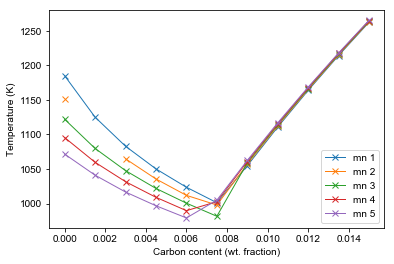 1250
1200
1150
1100
1050
1000
Temperature (K)
0.000 0.002 0.004 0.006 0.008 0.010 0.012 0.014
Carbon content (wt. fraction)
mn 1
mn 2
mn 3
mn 4
mn 5